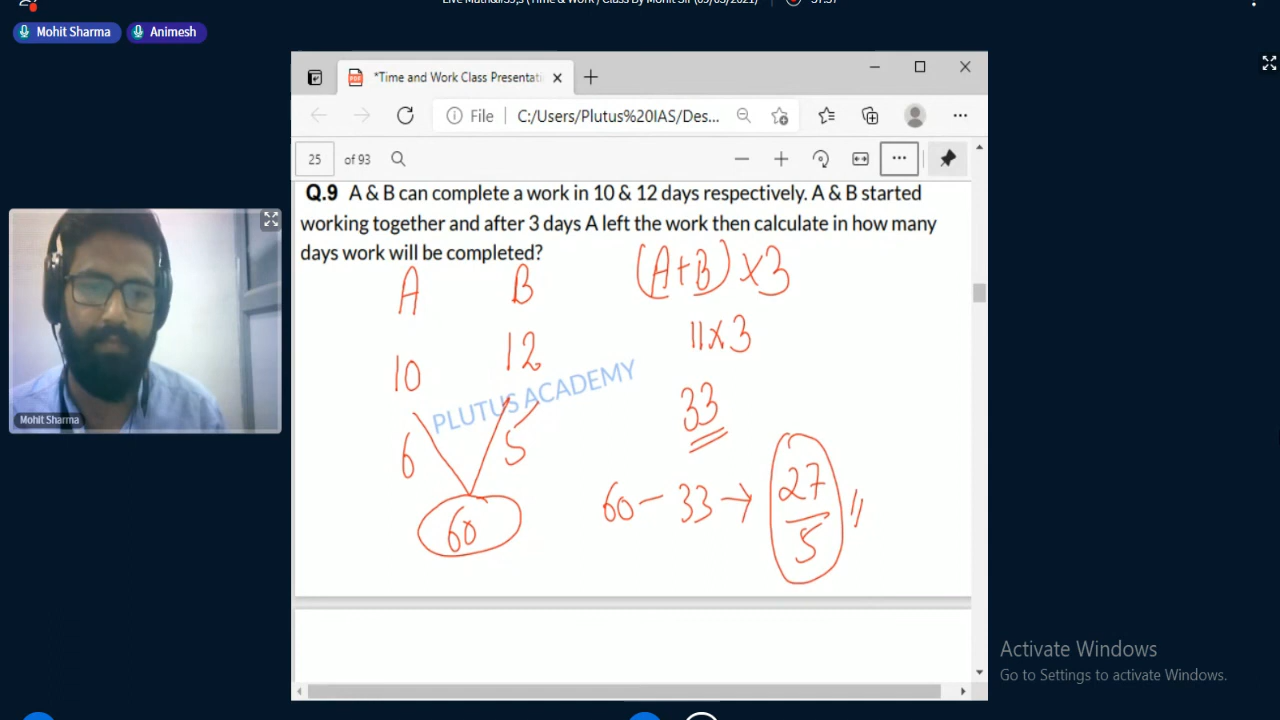 Mohit Sharma
Animesh
*Time and Work Class Presentati
File
C:/Users/Plutus%20IAS/Des...
25 of 93
Q.9 A & B can complete a work in 10 & 12 days respectively. A & B started
working together and after 3 days A left the work then calculate in how many
days work will be completed?
A B
10 12
6 5
60
(A+B) x 3
11 x 3
33
60 - 33 → 27/5 "
PLUTUS ACADEMY
Mohit Sharma
Activate Windows
Go to Settings to activate Windows.